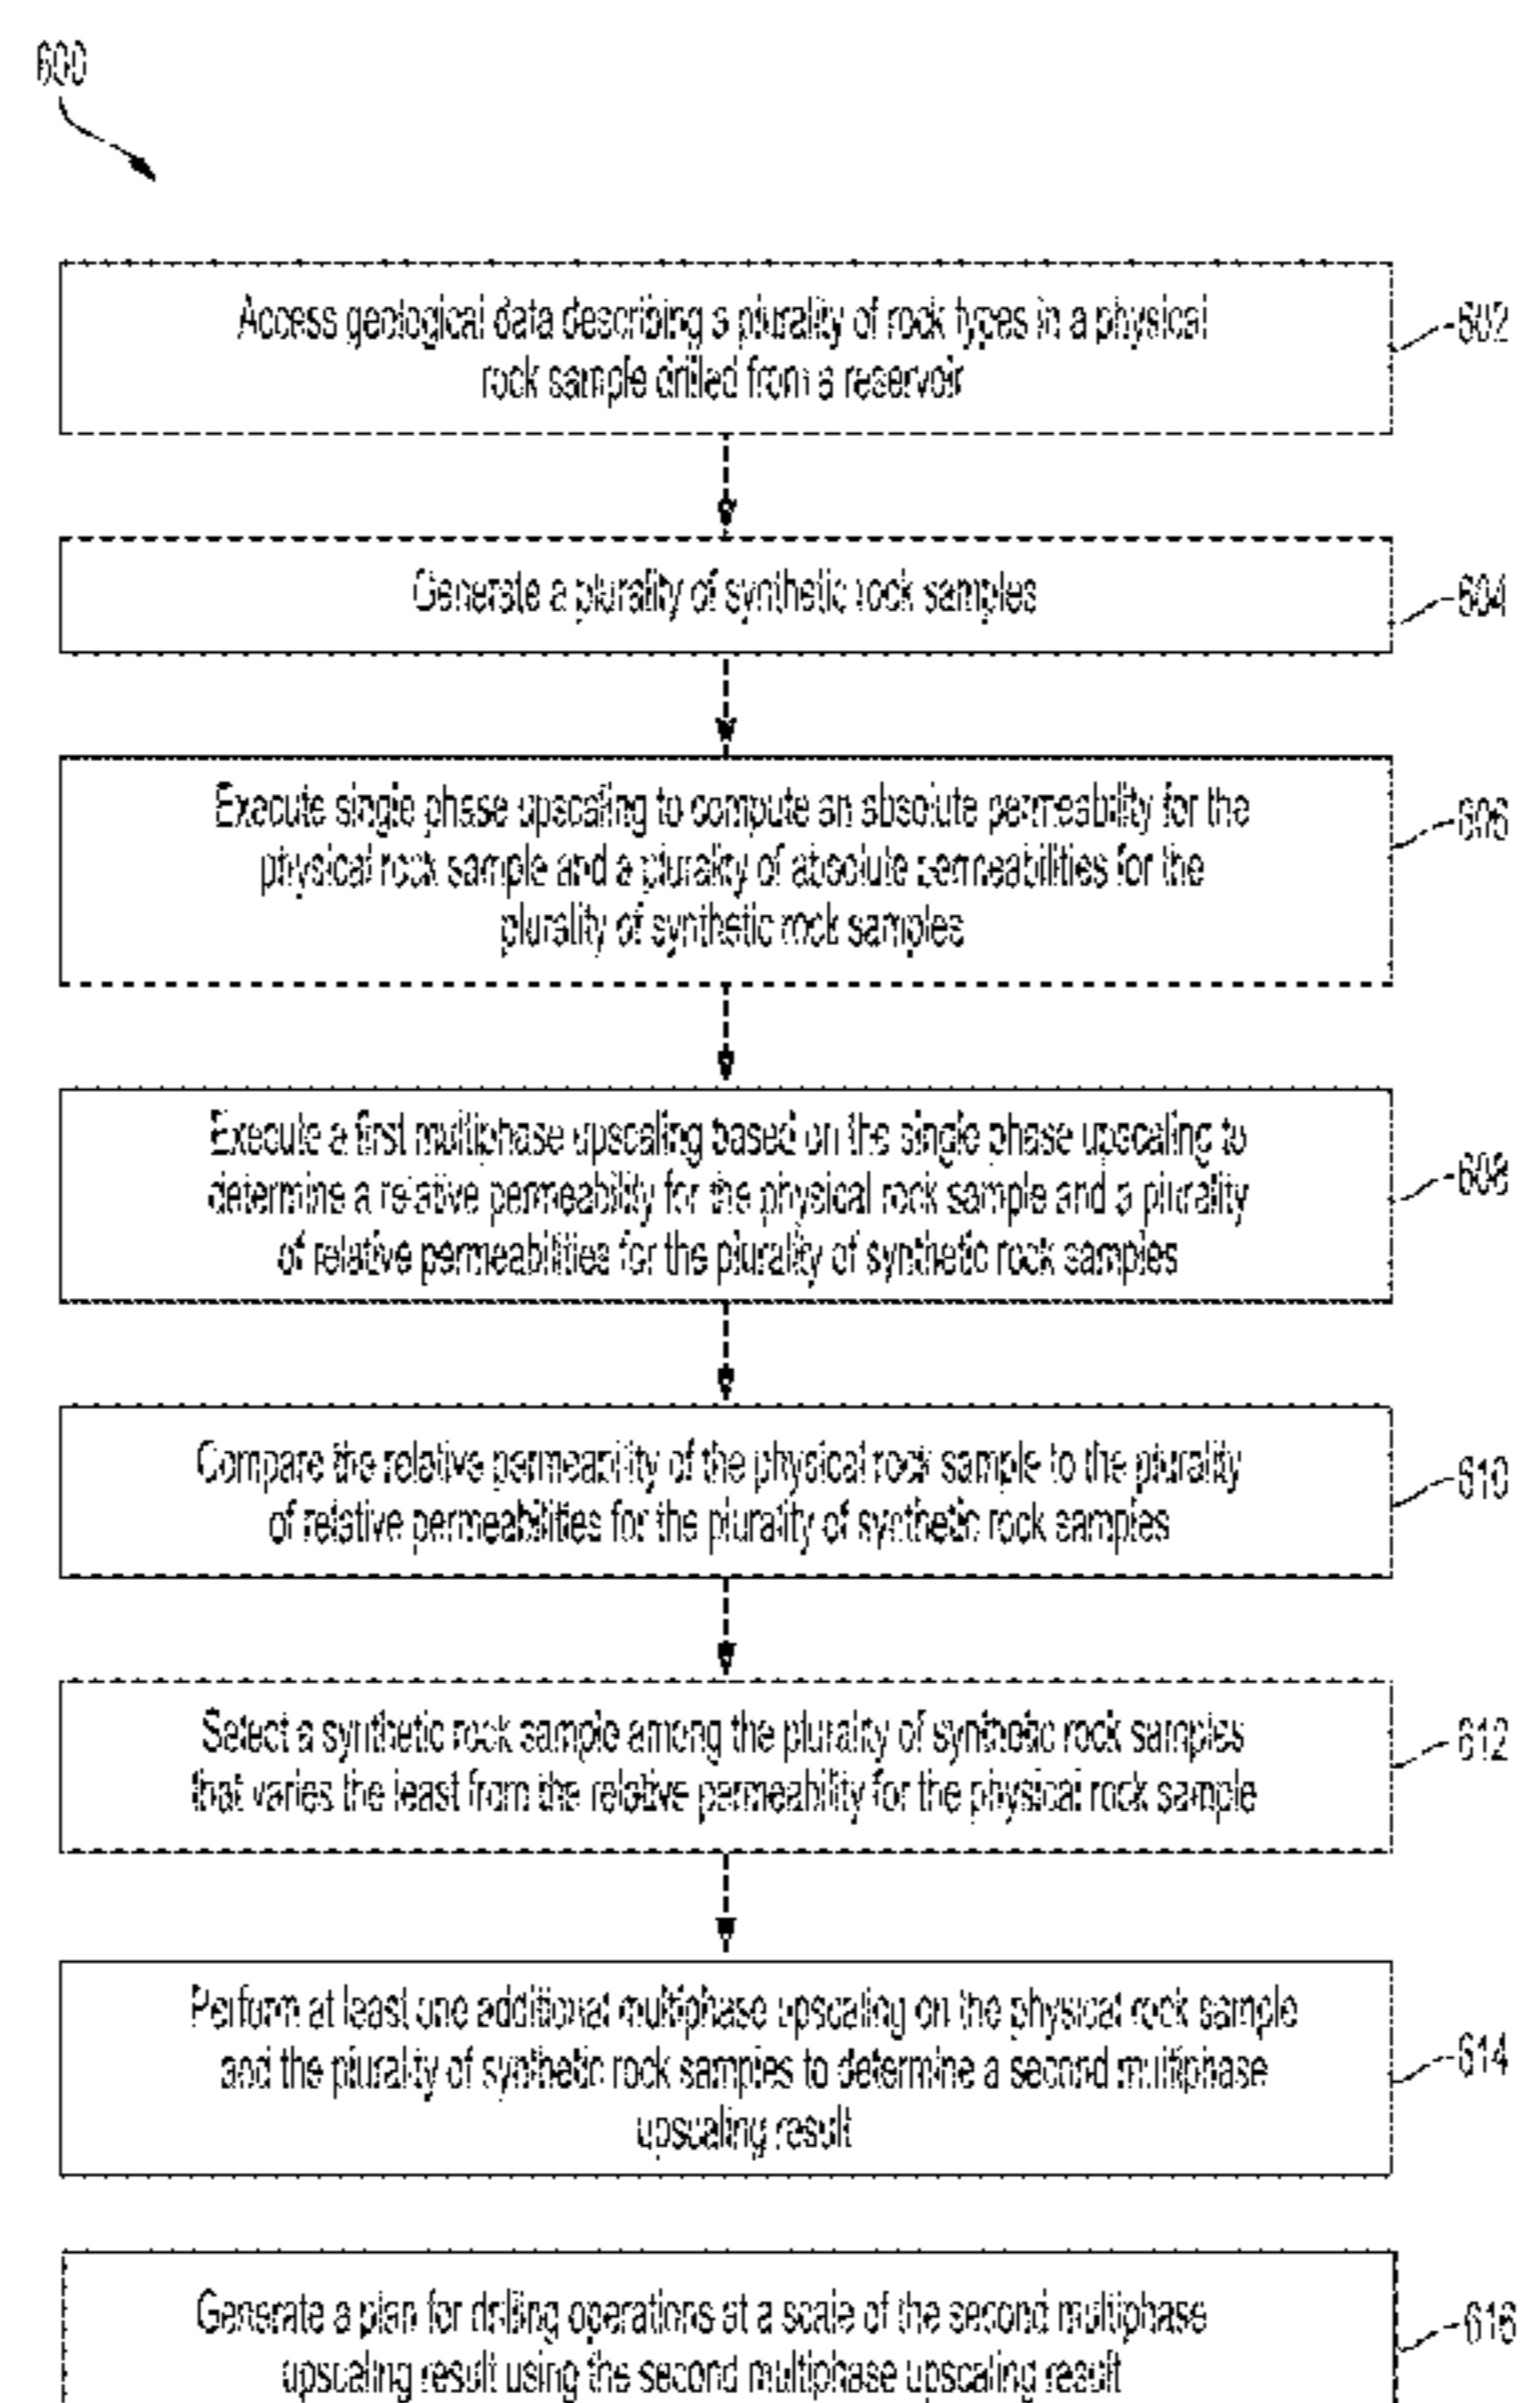 600
Access geological data describing a plurality of rock types in a physical
rock sample drilled from a reservoir
602
Generate a plurality of synthetic rock samples
604
Execute single phase upscaling to compute an absolute permeability for the
physical rock sample and a plurality of absolute permeabilities for the
plurality of synthetic rock samples
606
Execute a first multiphase upscaling based on the single phase upscaling to
determine a relative permeability for the physical rock sample and a plurality
of relative permeabilities for the plurality of synthetic rock samples
608
Compare the relative permeability of the physical rock sample to the plurality
of relative permeabilities for the plurality of synthetic rock samples
610
Select a synthetic rock sample among the plurality of synthetic rock samples
that varies the least from the relative permeability for the physical rock sample
612
Perform at least one additional multiphase upscaling on the physical rock sample
and the plurality of synthetic rock samples to determine a second multiphase
upscaling result
614
Generate a plan for drilling operations at a scale of the second multiphase
upscaling result using the second multiphase upscaling result
616